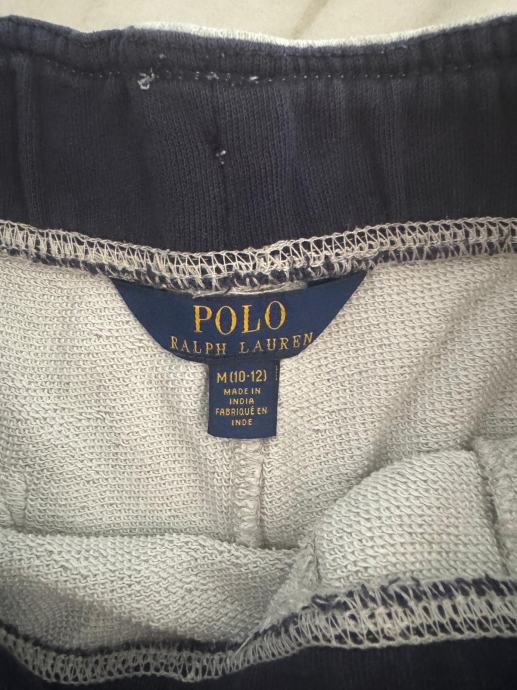 POLO
RALPH LAUREN
M (10-12)
MADE IN
INDIA
FABRIQUÉ EN
INDE